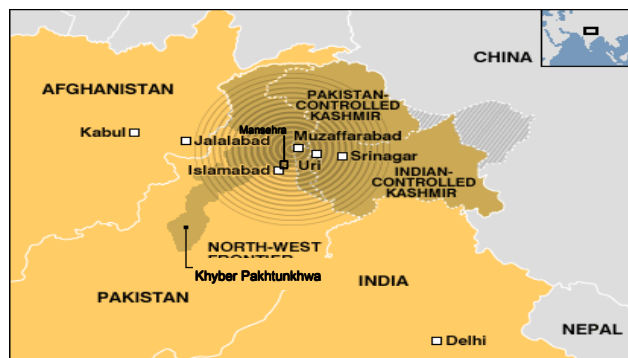 CHINA
AFGHANISTAN
PAKISTAN-
CONTROLLED
KASHMIR
Kabul
Jalalabad
Mansehra
Muzaffarabad
Uri
Srinagar
Islamabad
INDIAN-
CONTROLLED
KASHMIR
NORTH-WEST
Khyber Pakhtunkhwa
PAKISTAN
INDIA
NEPAL
Delhi